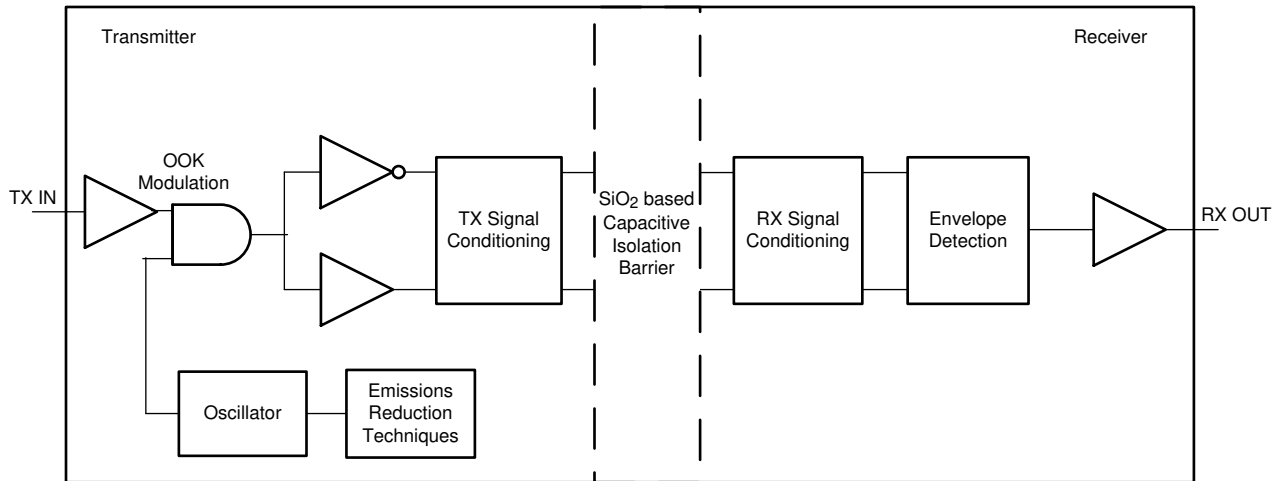 Transmitter
Receiver
OOK
Modulation
TX IN
TX Signal
Conditioning
SiO2 based
Capacitive
Isolation
Barrier
RX Signal
Conditioning
Envelope
Detection
RX OUT
Oscillator
Emissions
Reduction
Techniques